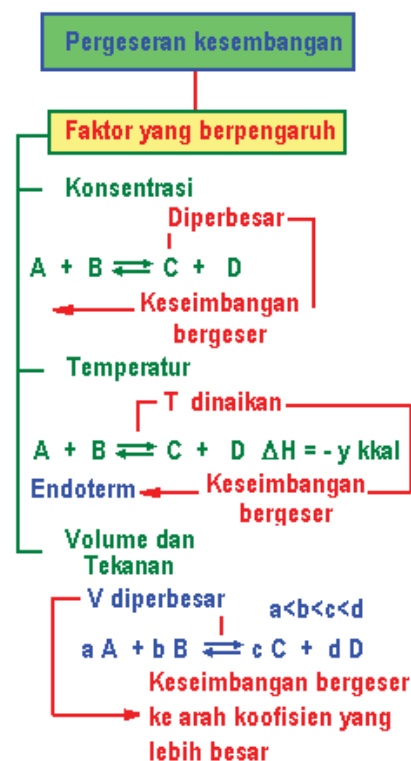 Pergeseran kesembangan
Faktor yang berpengaruh
Konsentrasi
Diperbesar
A + B ⇌ C + D
Keseimbangan
bergeser
Temperatur
T dinaikan
A + B ⇌ C + D ΔH = - y kkal
Endoterm
Keseimbangan
bergeser
Volume dan
Tekanan
V diperbesar
a<b<c<d
a A + b B ⇌ c C + d D
Keseimbangan bergeser
ke arah koofisien yang
lebih besar